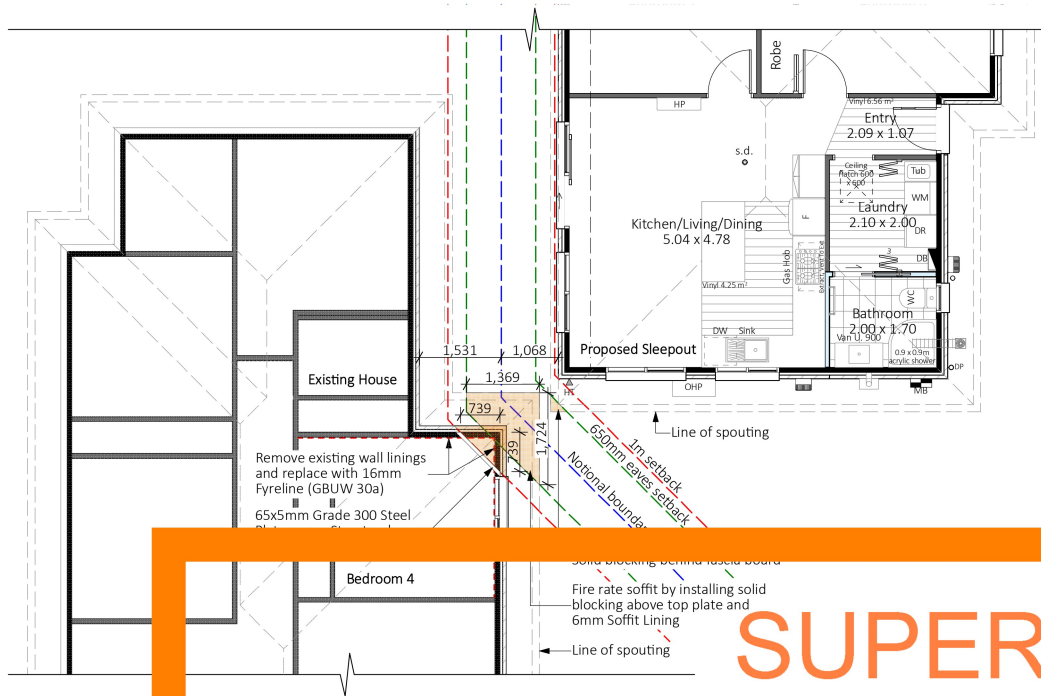 Robe
HP
Vinyl 6.56 m²
Entry
2.09 x 1.07
s.d.
Ceiling
Hatch 600
x 600
Tub
WM
Laundry
2.10 x 2.00
DR
DB
Kitchen/Living/Dining
5.04 x 4.78
F
Gas Hob
Vinyl 4.25 m²
3
WC
Bathroom
2.00 x 1.70
Van U. 900
0.9 x 0.9m
acrylic shower
DW
Sink
Proposed Sleepout
OHP
DP
MB
1,531
1,068
1,369
HT
739
739
1,724
Existing House
Line of spouting
1m setback
650mm eaves setback
Notional
Remove existing wall linings
and replace with 16mm
Fyreline (GBUW 30a)
65x5mm Grade 300 Steel
Solid blocking behind fascia board
Bedroom 4
Fire rate soffit by installing solid
blocking above top plate and
6mm Soffit Lining
Line of spouting
SUPER